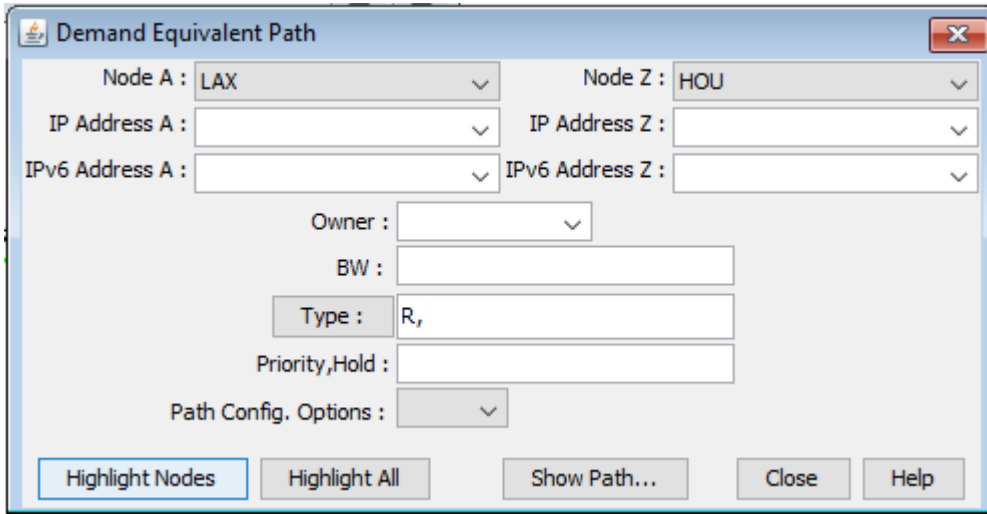 Demand Equivalent Path
Node A : LAX Node Z : HOU
IP Address A : IP Address Z :
IPv6 Address A : IPv6 Address Z :
Owner :
BW :
Type : R,
Priority,Hold :
Path Config. Options :
Highlight Nodes Highlight All Show Path... Close Help